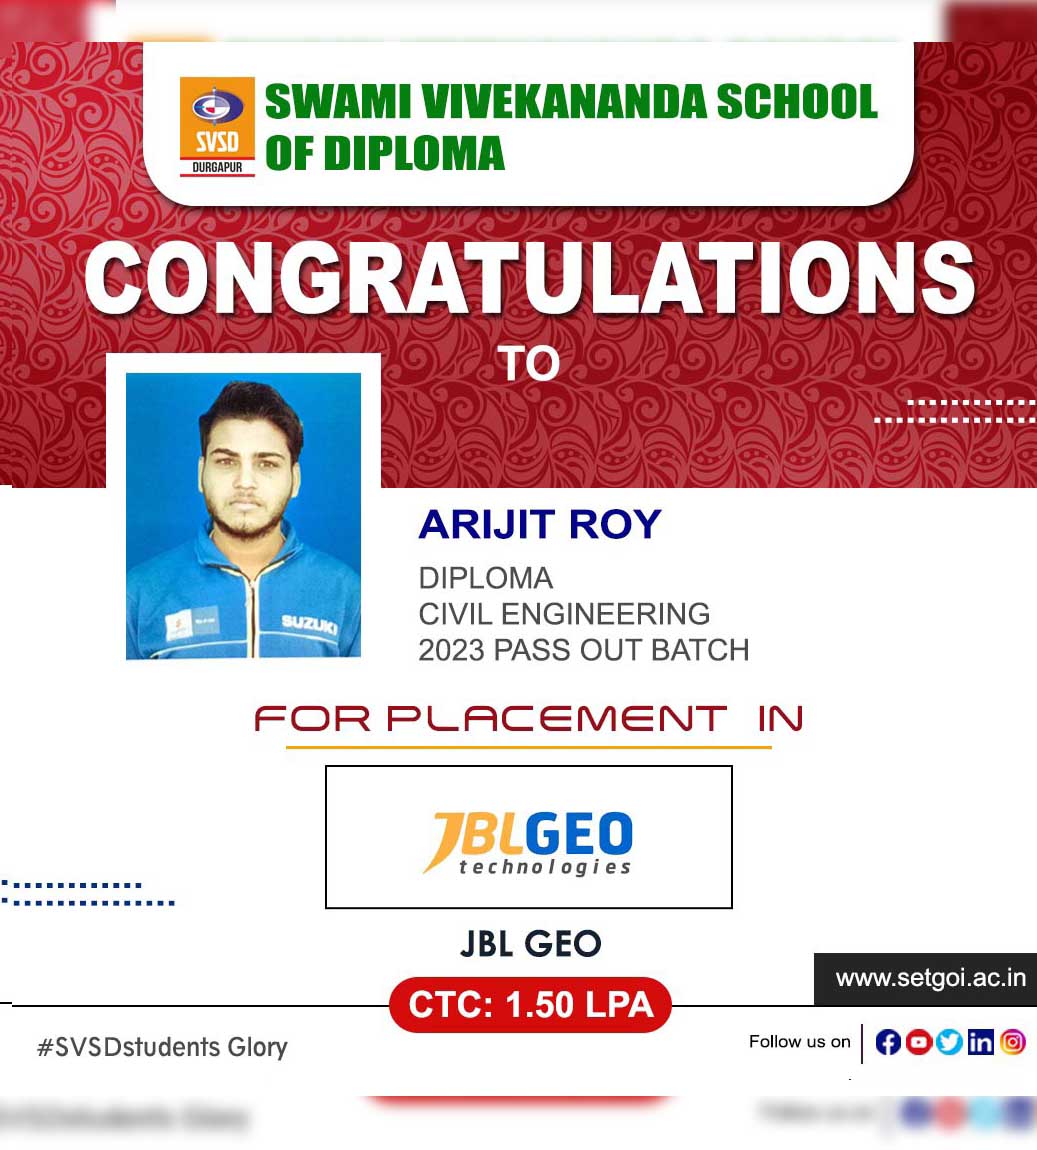 SVSD
DURGAPUR
SWAMI VIVEKANANDA SCHOOL
OF DIPLOMA
CONGRATULATIONS
TO
SUZUKI
ARIJIT ROY
DIPLOMA
CIVIL ENGINEERING
2023 PASS OUT BATCH
FOR PLACEMENT IN
JBLGEO
technologies
JBL GEO
CTC: 1.50 LPA
www.setgoi.ac.in
#SVSDstudents Glory
Follow us on